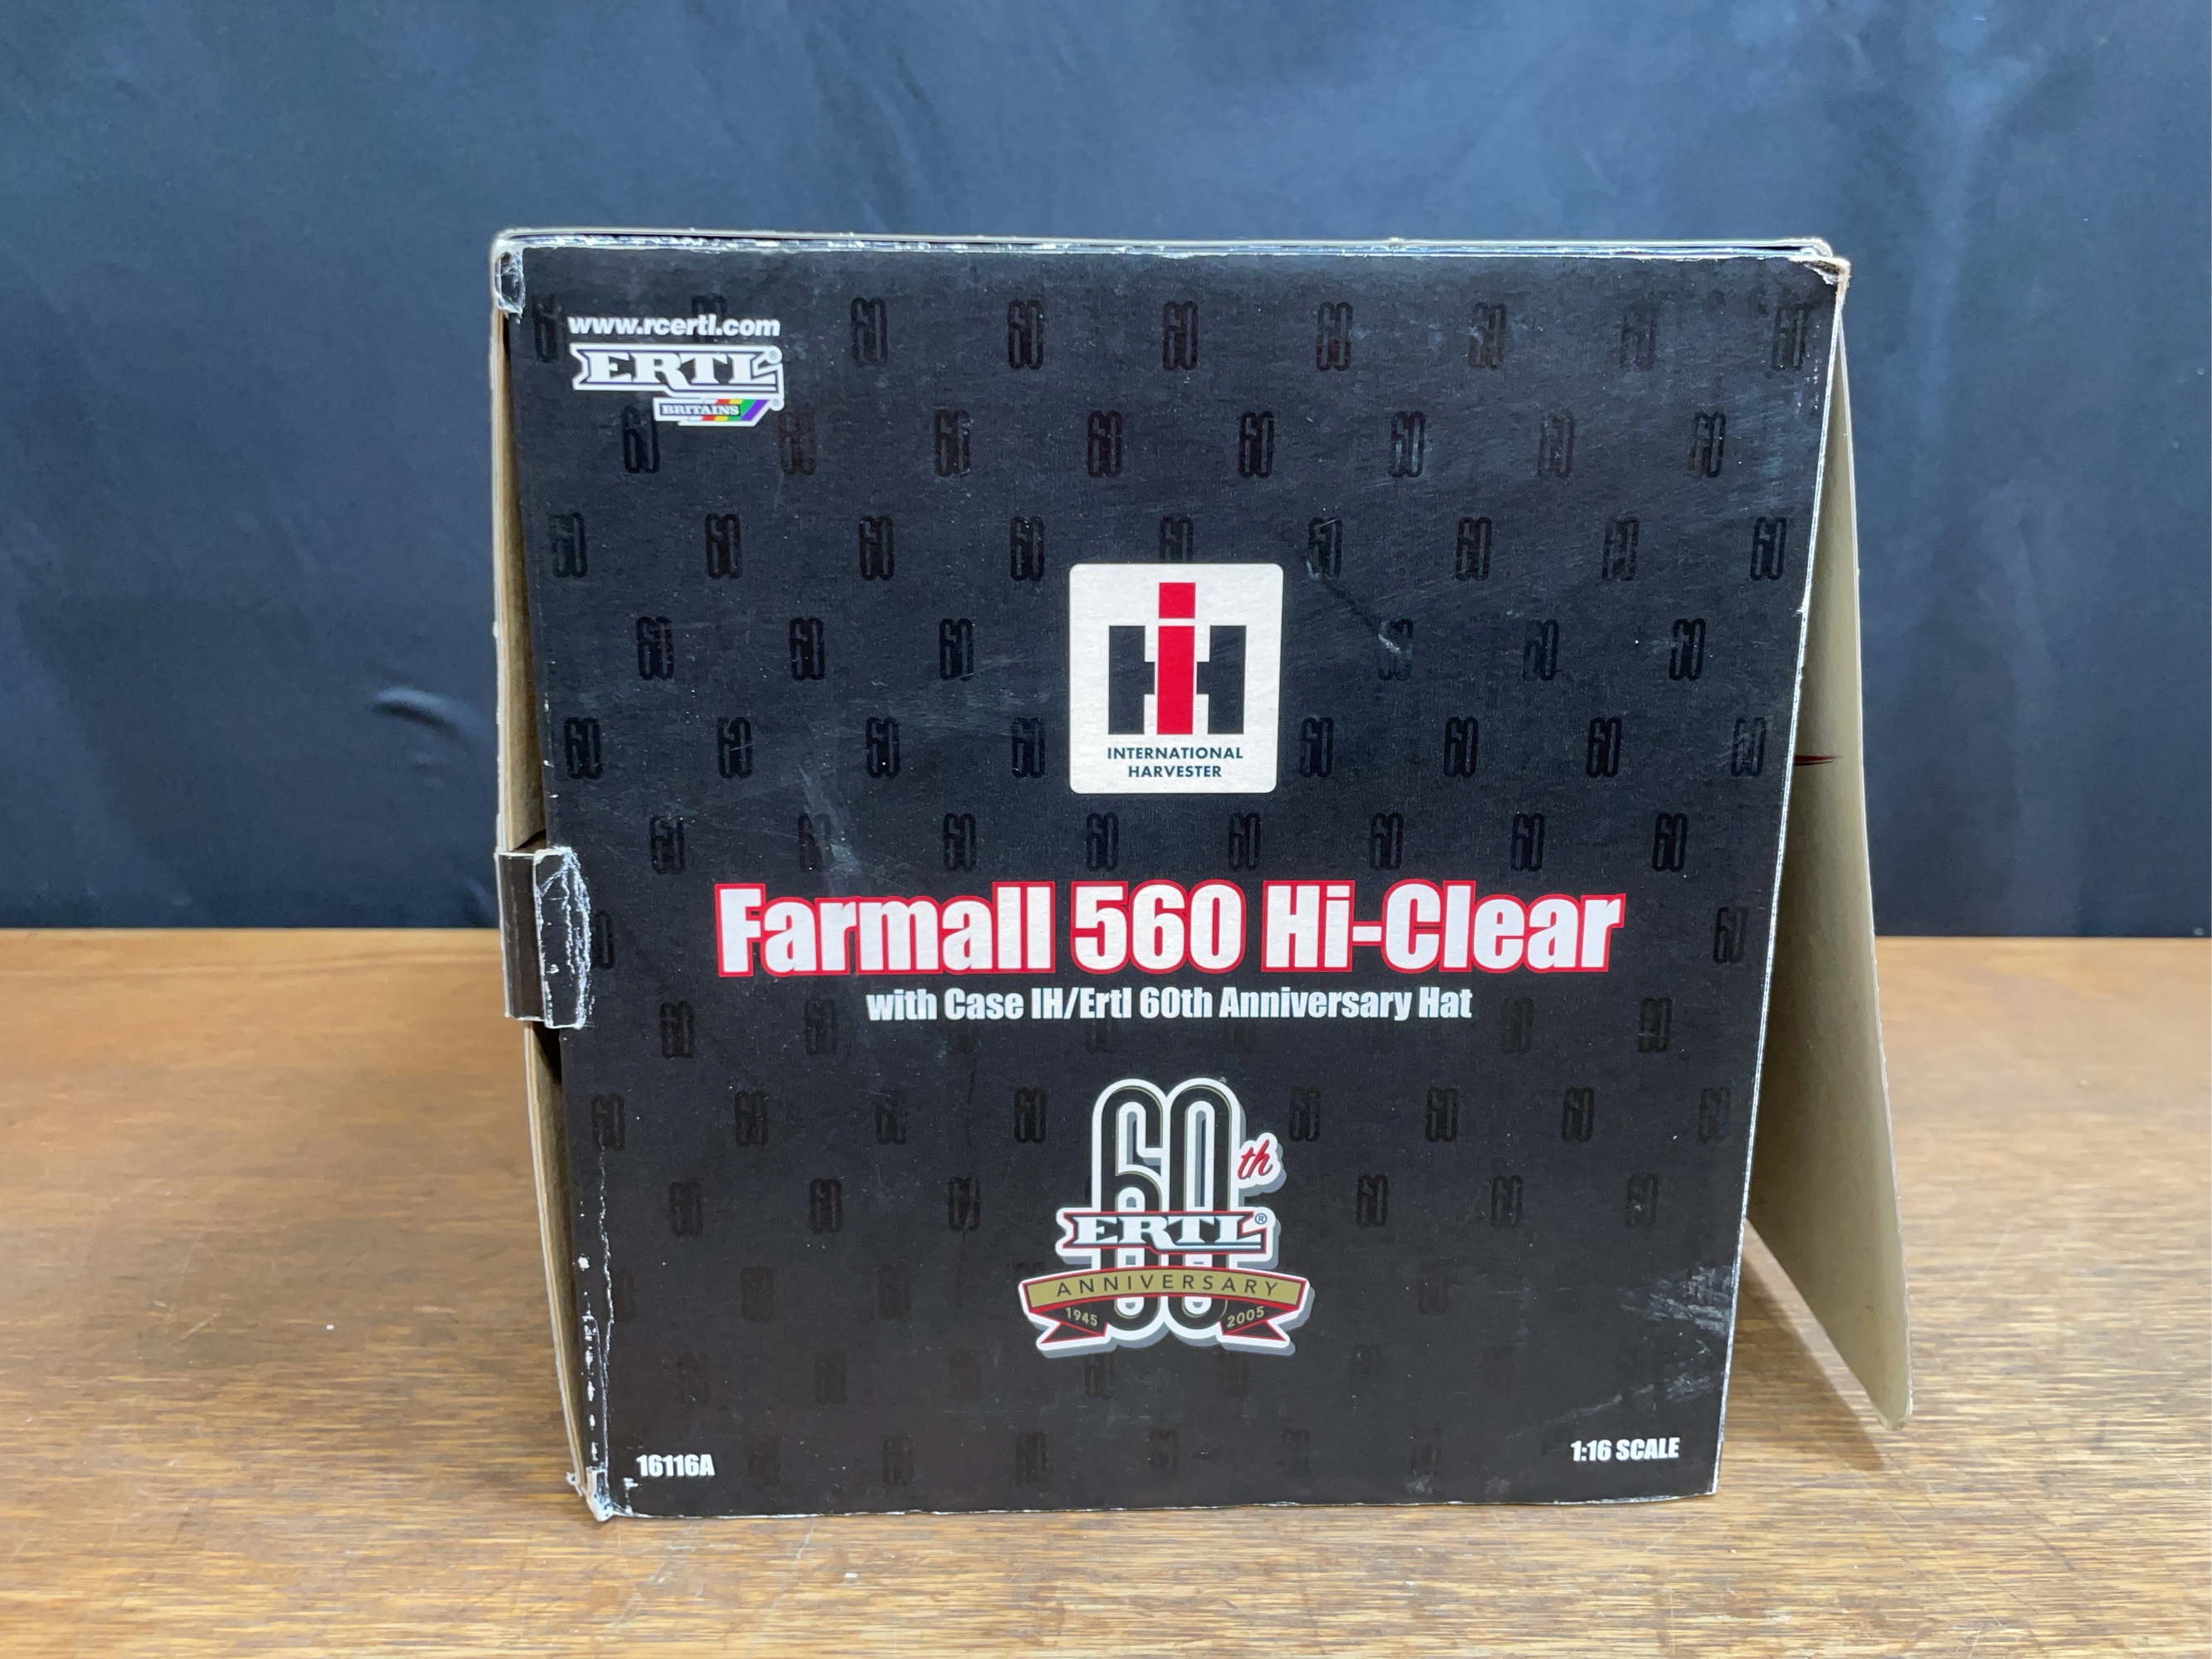 www.rcertl.com
ERTL®
BRITAINS
IH
INTERNATIONAL
HARVESTER
Farmall 560 Hi-Clear
with Case IH/Ertl 60th Anniversary Hat
60th
ERTL®
ANNIVERSARY
1945 2005
16116A
1:16 SCALE